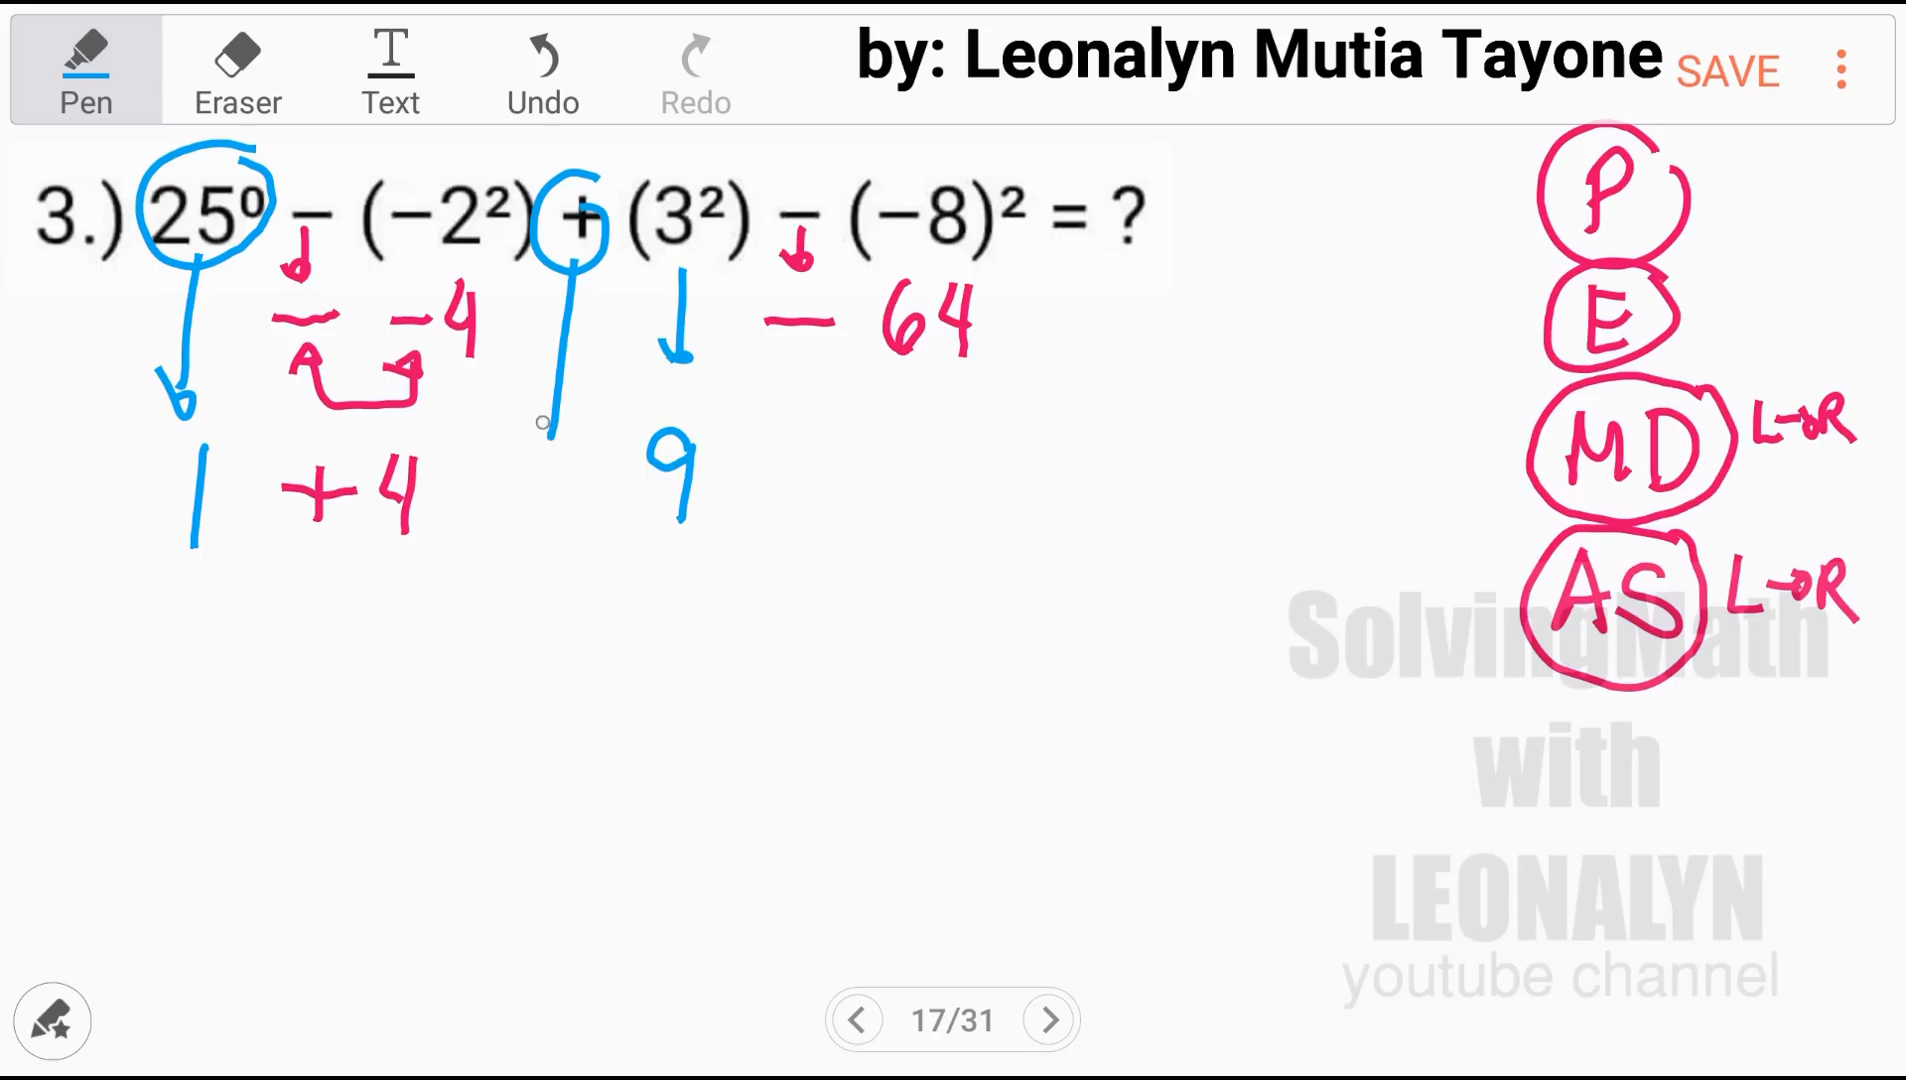 by: Leonalyn Mutia Tayone
SAVE
Pen
Eraser
Text
Undo
Redo
3.) 25⁰ − (−2²) + (3²) − (−8)² = ?
− −4 − 64
1 + 4 9
P
E
MD L→R
AS L→R
SolvingMath
with
LEONALYN
youtube channel
17/31